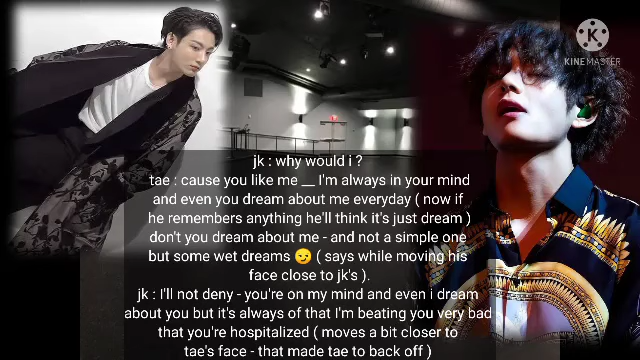 K
KINEMASTER
jk : why would i ?
tae : cause you like me __ I'm always in your mind
and even you dream about me everyday ( now if
he remembers anything he'll think it's just dream )
don't you dream about me - and not a simple one
but some wet dreams 😏 ( says while moving his
face close to jk's ).
jk : I'll not deny - you're on my mind and even i dream
about you but it's always of that I'm beating you very bad
that you're hospitalized ( moves a bit closer to
tae's face - that made tae to back off )